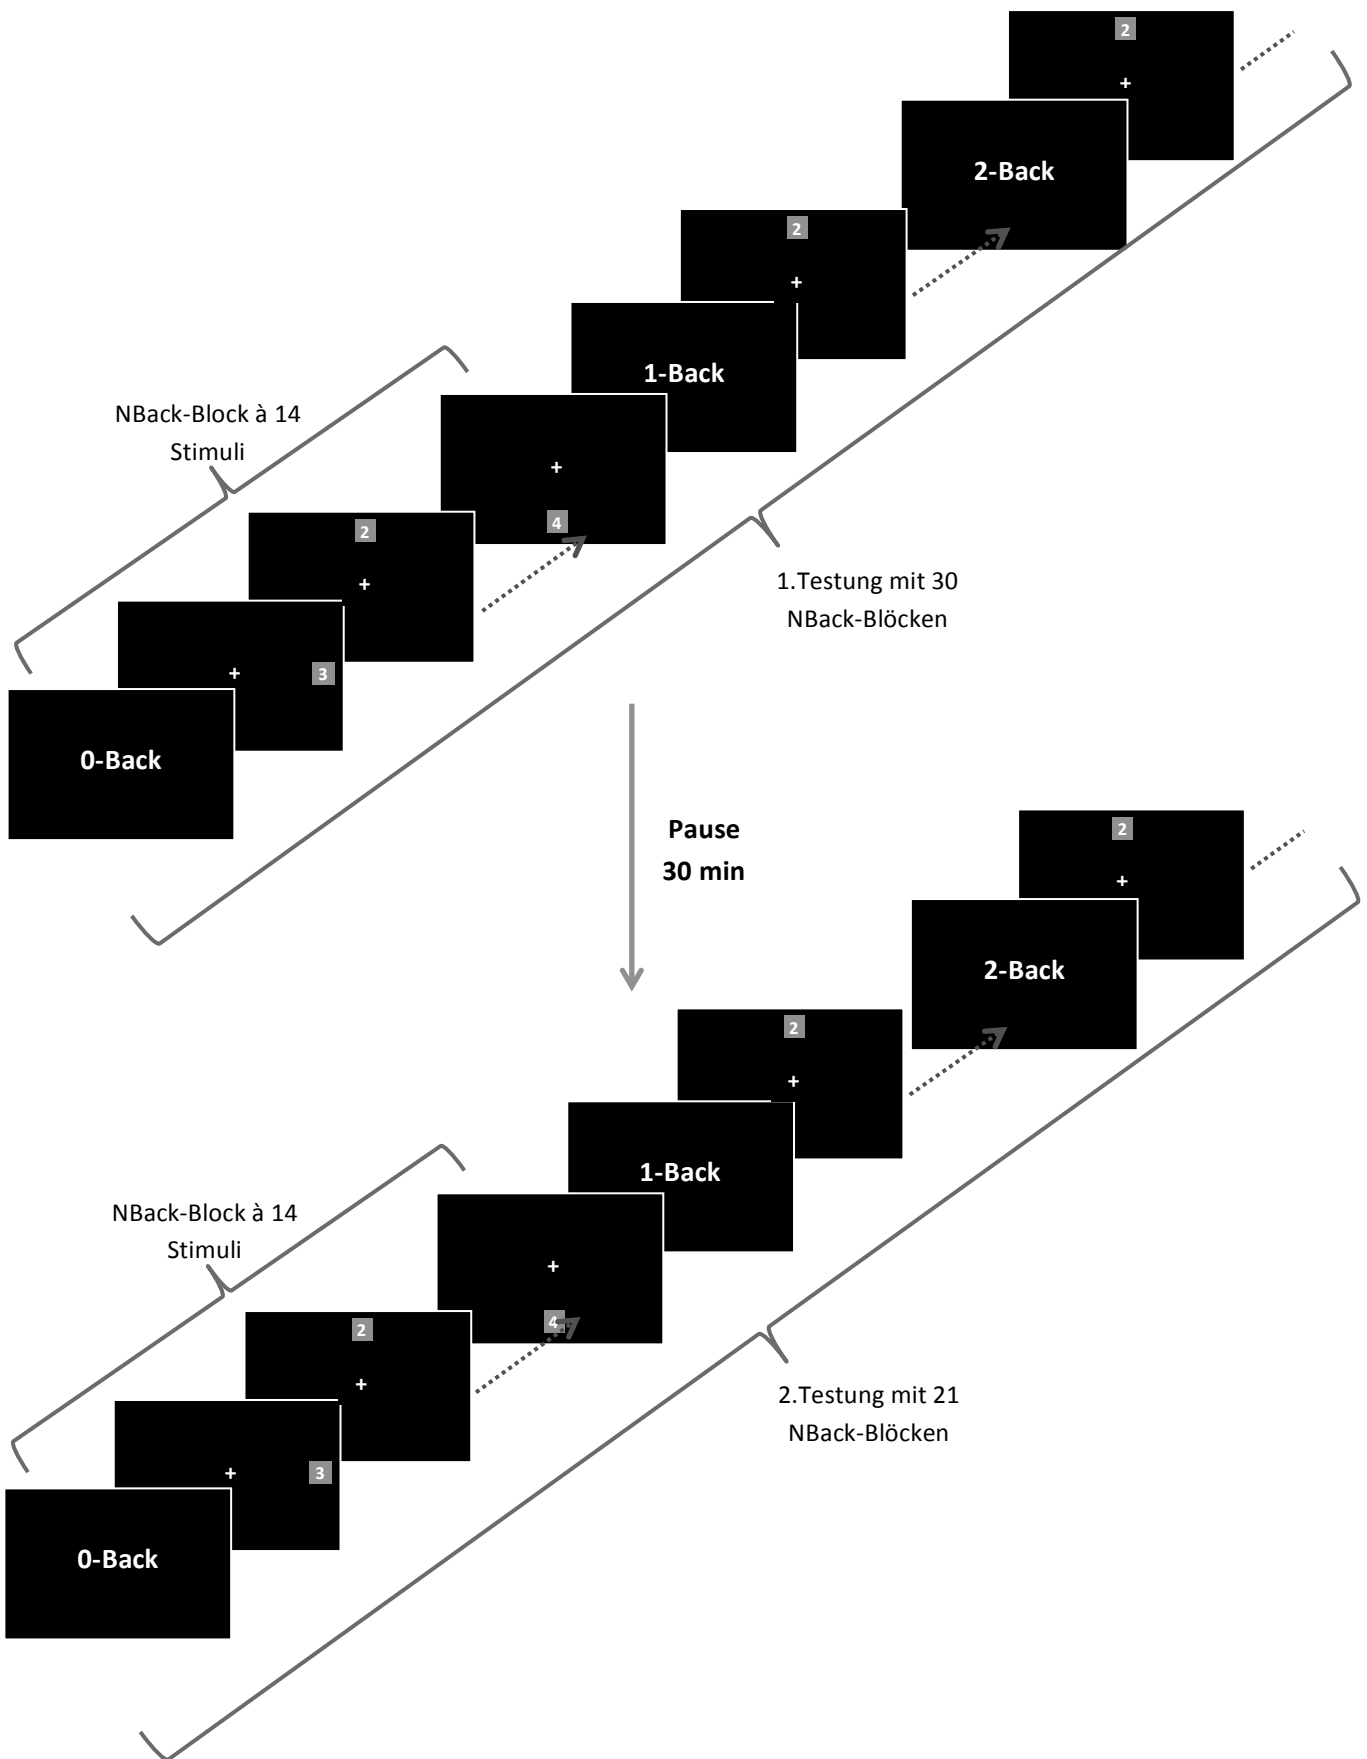 2
+
2-Back
2
+
1-Back
NBack-Block à 14
Stimuli
+
4
2
+
1.Testung mit 30
NBack-Blöcken
+ 3
0-Back
Pause
30 min
2
+
2-Back
2
+
1-Back
NBack-Block à 14
Stimuli
+
4
2
+
2.Testung mit 21
NBack-Blöcken
+ 3
0-Back